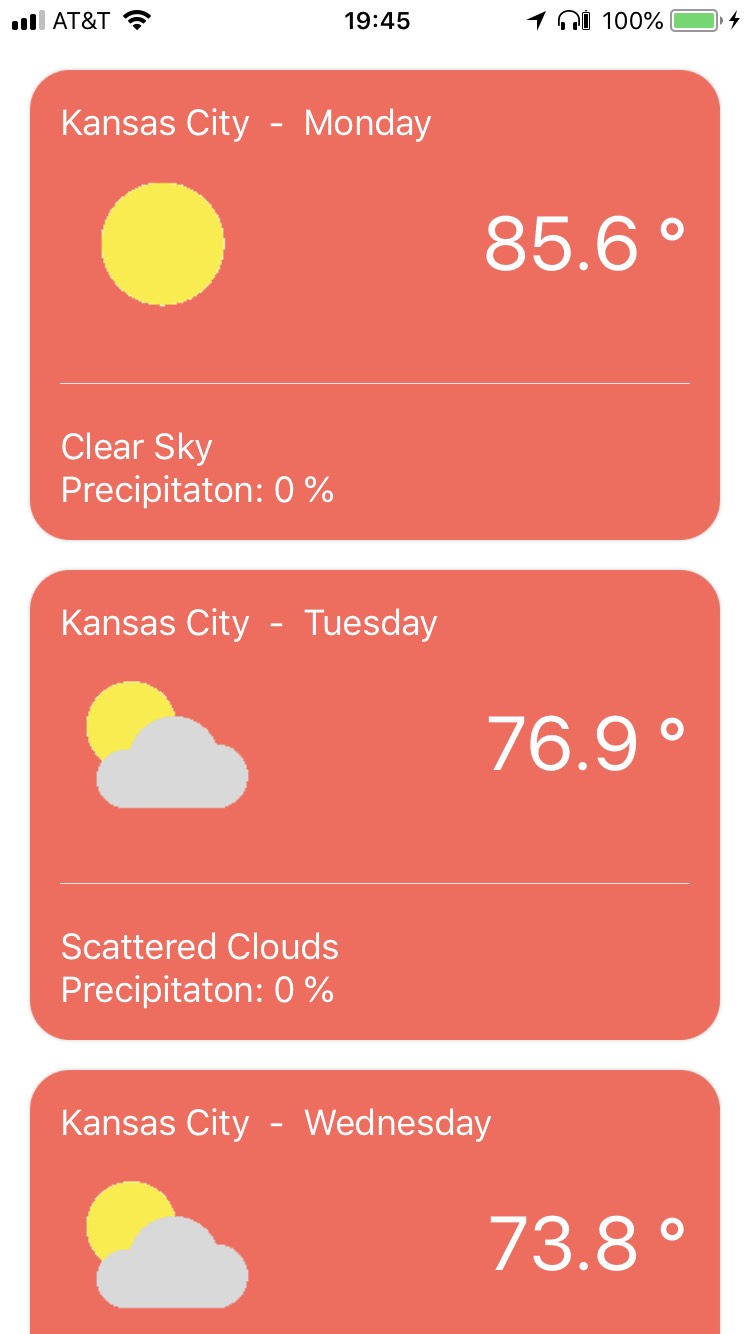 AT&T 19:45 100%
Kansas City - Monday
85.6 °
Clear Sky
Precipitaton: 0 %
Kansas City - Tuesday
76.9 °
Scattered Clouds
Precipitaton: 0 %
Kansas City - Wednesday
73.8 °